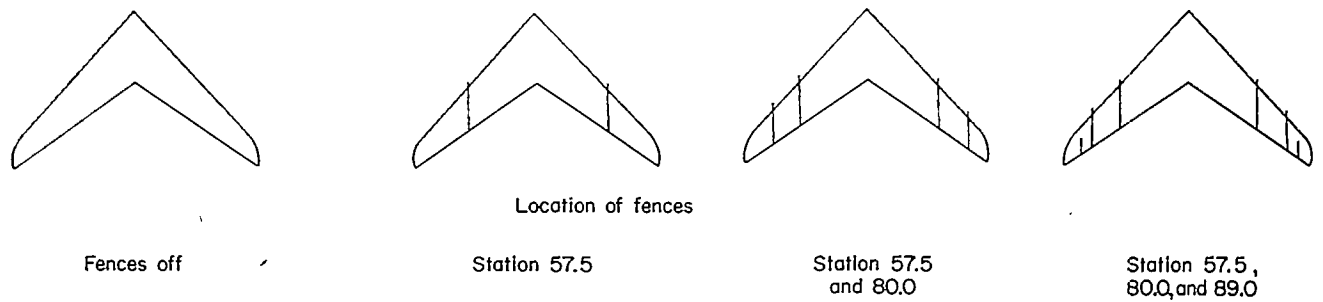 Location of fences
Fences off
Station 57.5
Station 57.5
and 80.0
Station 57.5,
80.0, and 89.0